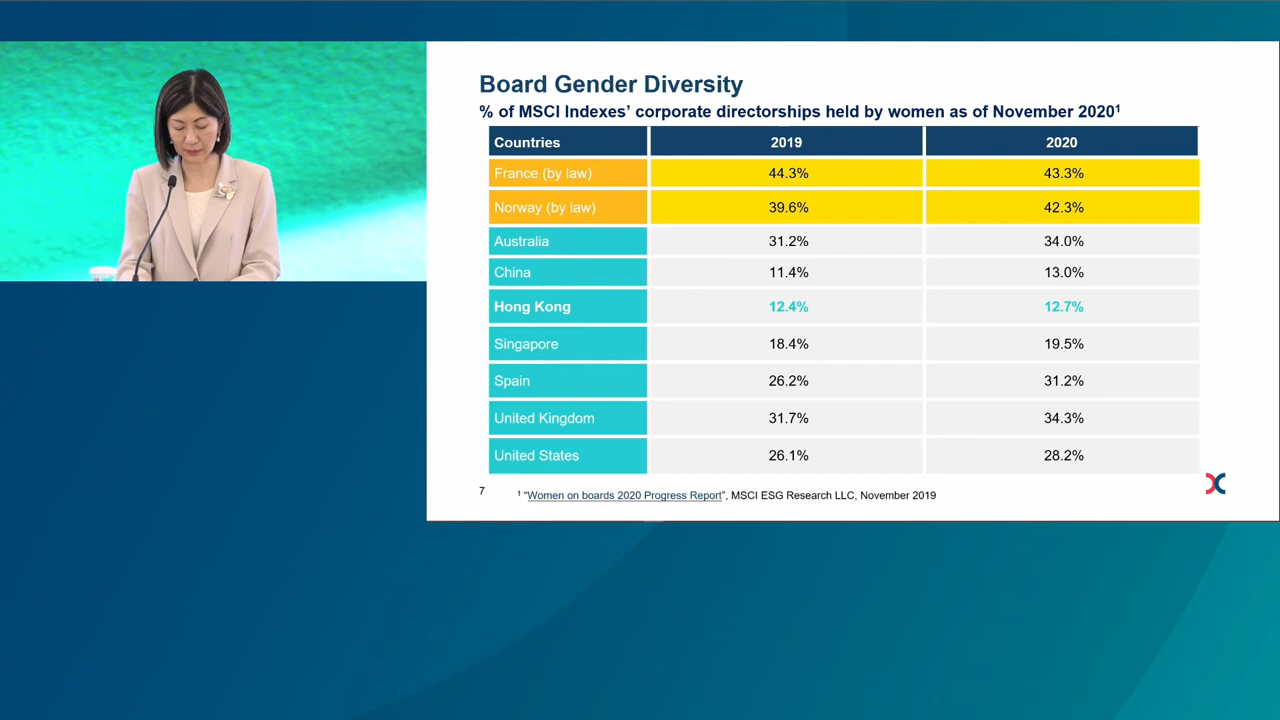 Board Gender Diversity
% of MSCI Indexes’ corporate directorships held by women as of November 2020¹
Countries 2019 2020
France (by law) 44.3% 43.3%
Norway (by law) 39.6% 42.3%
Australia 31.2% 34.0%
China 11.4% 13.0%
Hong Kong 12.4% 12.7%
Singapore 18.4% 19.5%
Spain 26.2% 31.2%
United Kingdom 31.7% 34.3%
United States 26.1% 28.2%
7 ¹ “Women on boards 2020 Progress Report”, MSCI ESG Research LLC, November 2019